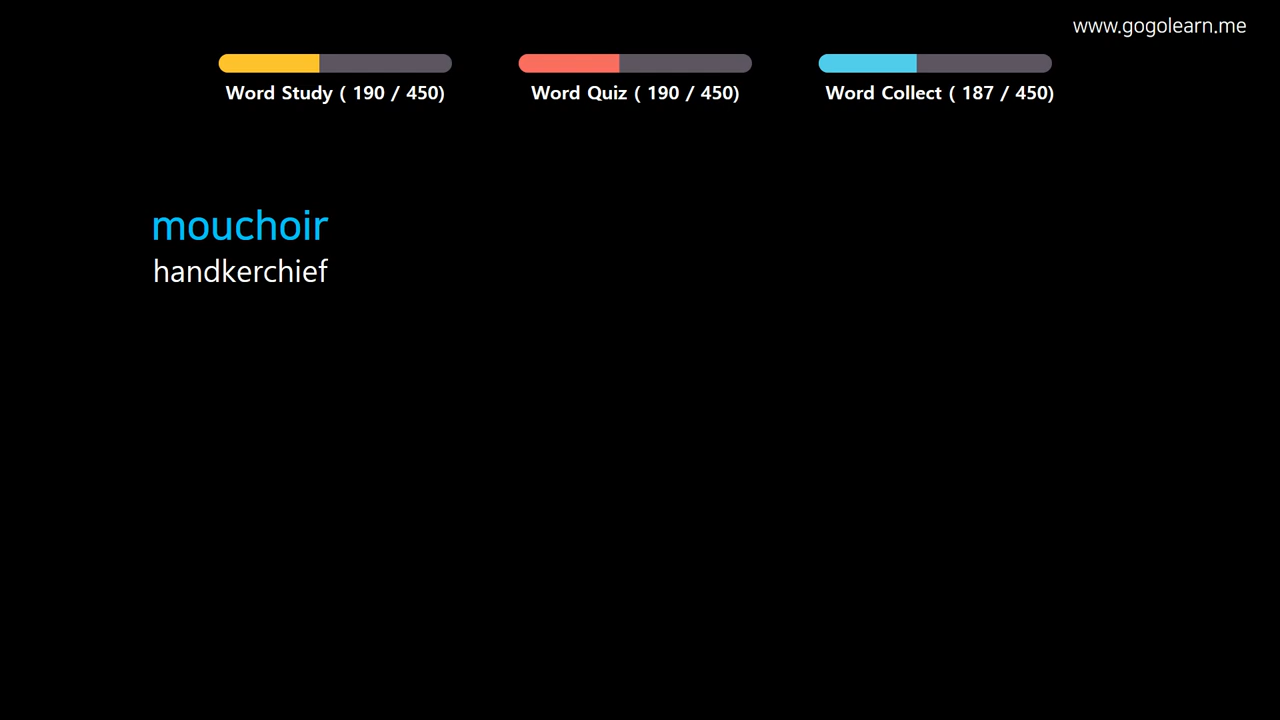 www.gogolearn.me
Word Study ( 190 / 450)
Word Quiz ( 190 / 450)
Word Collect ( 187 / 450)
mouchoir
handkerchief